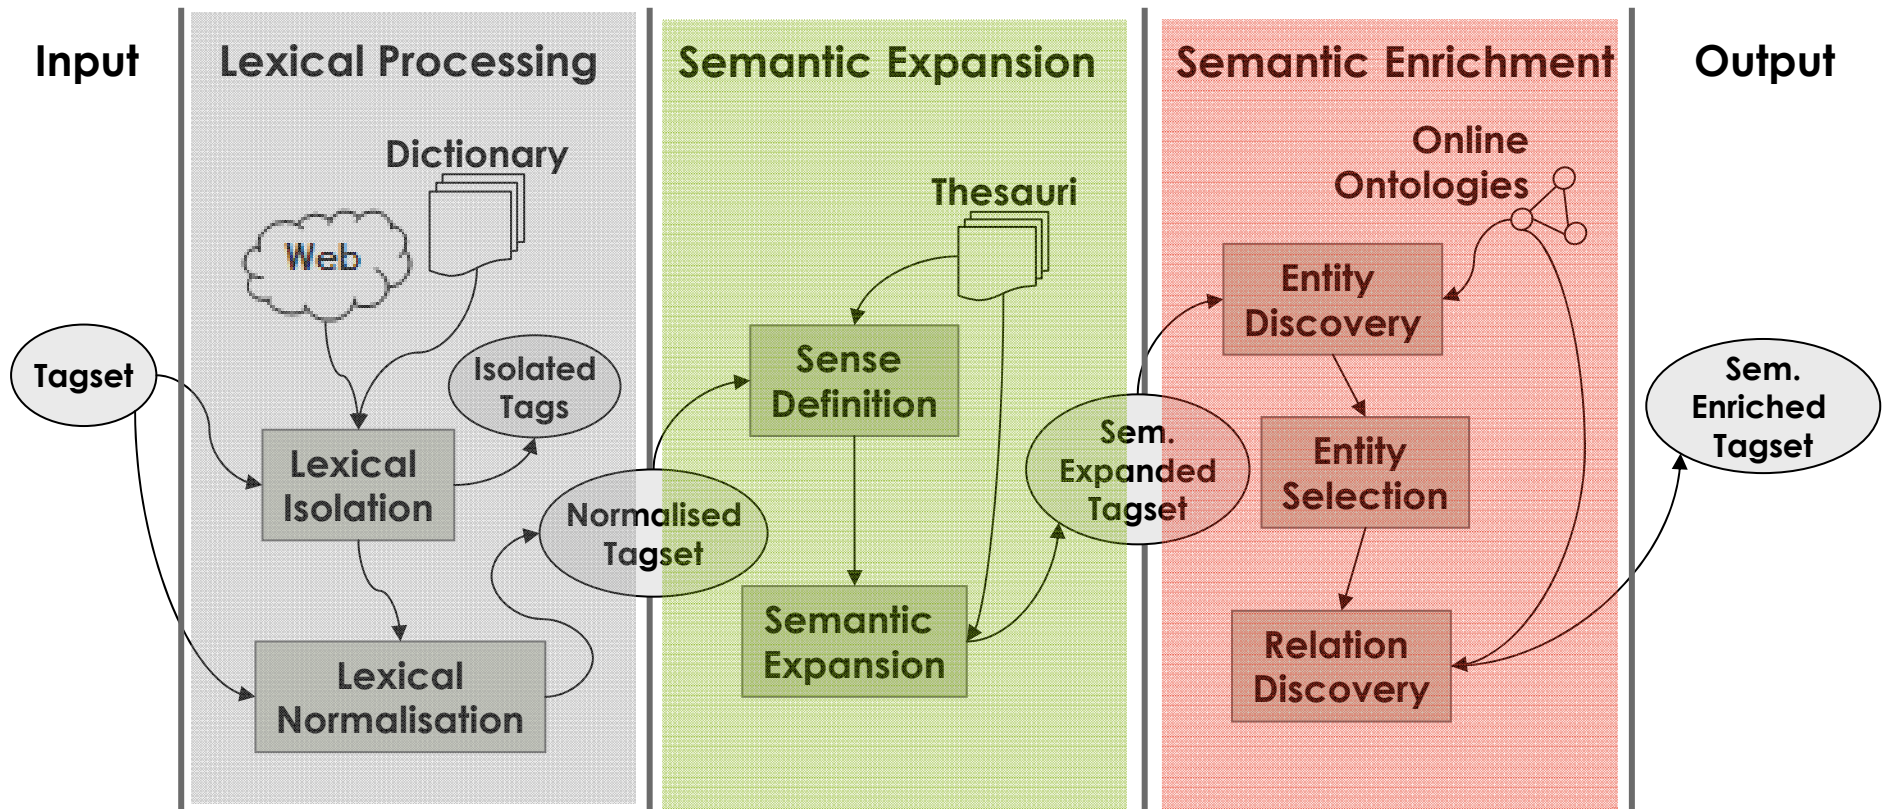 Input
Lexical Processing
Semantic Expansion
Semantic Enrichment
Output
Dictionary
Web
Tagset
Isolated
Tags
Lexical
Isolation
Lexical
Normalisation
Normalised
Tagset
Thesauri
Sense
Definition
Semantic
Expansion
Sem.
Expanded
Tagset
Online
Ontologies
Entity
Discovery
Entity
Selection
Relation
Discovery
Sem.
Enriched
Tagset